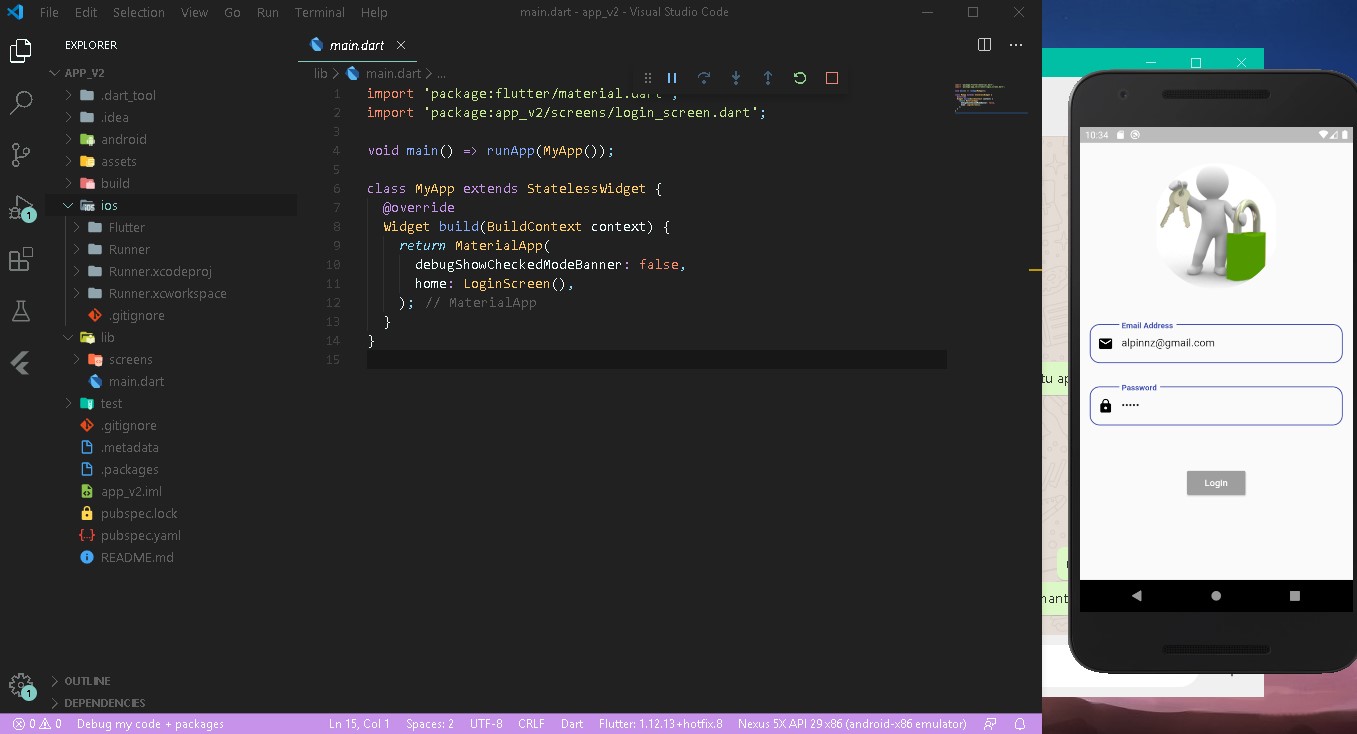 File Edit Selection View Go Run Terminal Help
main.dart - app_v2 - Visual Studio Code
EXPLORER
APP_V2
.dart_tool
.idea
android
assets
build
ios
Flutter
Runner
Runner.xcodeproj
Runner.xcworkspace
.gitignore
lib
screens
main.dart
test
.gitignore
.metadata
.packages
app_v2.iml
pubspec.lock
pubspec.yaml
README.md
OUTLINE
DEPENDENCIES
1
1
main.dart
lib > main.dart > ...
1 import 'package:flutter/material.dart';
2 import 'package:app_v2/screens/login_screen.dart';
3
4 void main() => runApp(MyApp());
5
6 class MyApp extends StatelessWidget {
7 @override
8 Widget build(BuildContext context) {
9 return MaterialApp(
10 debugShowCheckedModeBanner: false,
11 home: LoginScreen(),
12 ); // MaterialApp
13 }
14 }
15
0 0 Debug my code + packages Ln 15, Col 1 Spaces: 2 UTF-8 CRLF Dart Flutter: 1.12.13+hotfix.8 Nexus 5X API 29 x86 (android-x86 emulator)
10:34
Email Address
alpinnz@gmail.com
Password
•••••
Login